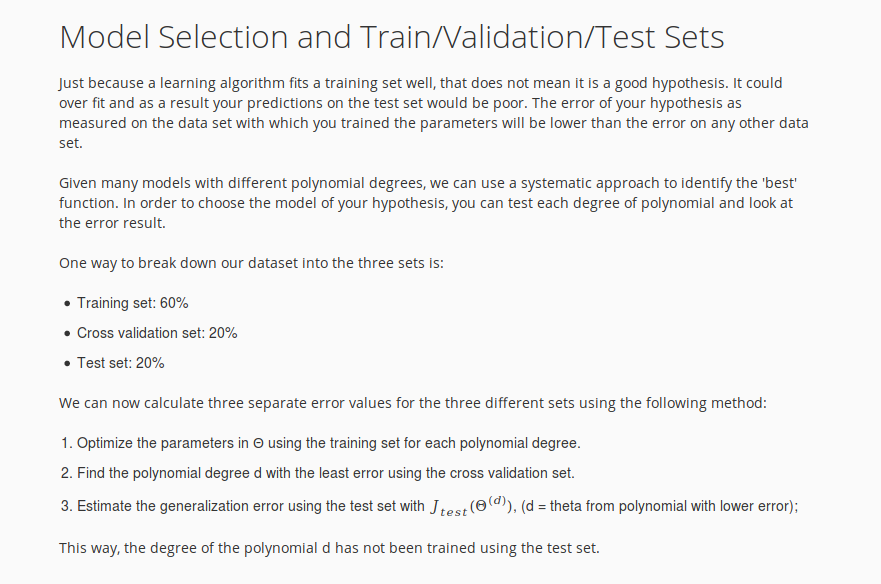 Model Selection and Train/Validation/Test Sets
Just because a learning algorithm fits a training set well, that does not mean it is a good hypothesis. It could
over fit and as a result your predictions on the test set would be poor. The error of your hypothesis as
measured on the data set with which you trained the parameters will be lower than the error on any other data
set.
Given many models with different polynomial degrees, we can use a systematic approach to identify the 'best'
function. In order to choose the model of your hypothesis, you can test each degree of polynomial and look at
the error result.
One way to break down our dataset into the three sets is:
• Training set: 60%
• Cross validation set: 20%
• Test set: 20%
We can now calculate three separate error values for the three different sets using the following method:
1. Optimize the parameters in Θ using the training set for each polynomial degree.
2. Find the polynomial degree d with the least error using the cross validation set.
3. Estimate the generalization error using the test set with J_{test}(Θ^{(d)}), (d = theta from polynomial with lower error);
This way, the degree of the polynomial d has not been trained using the test set.